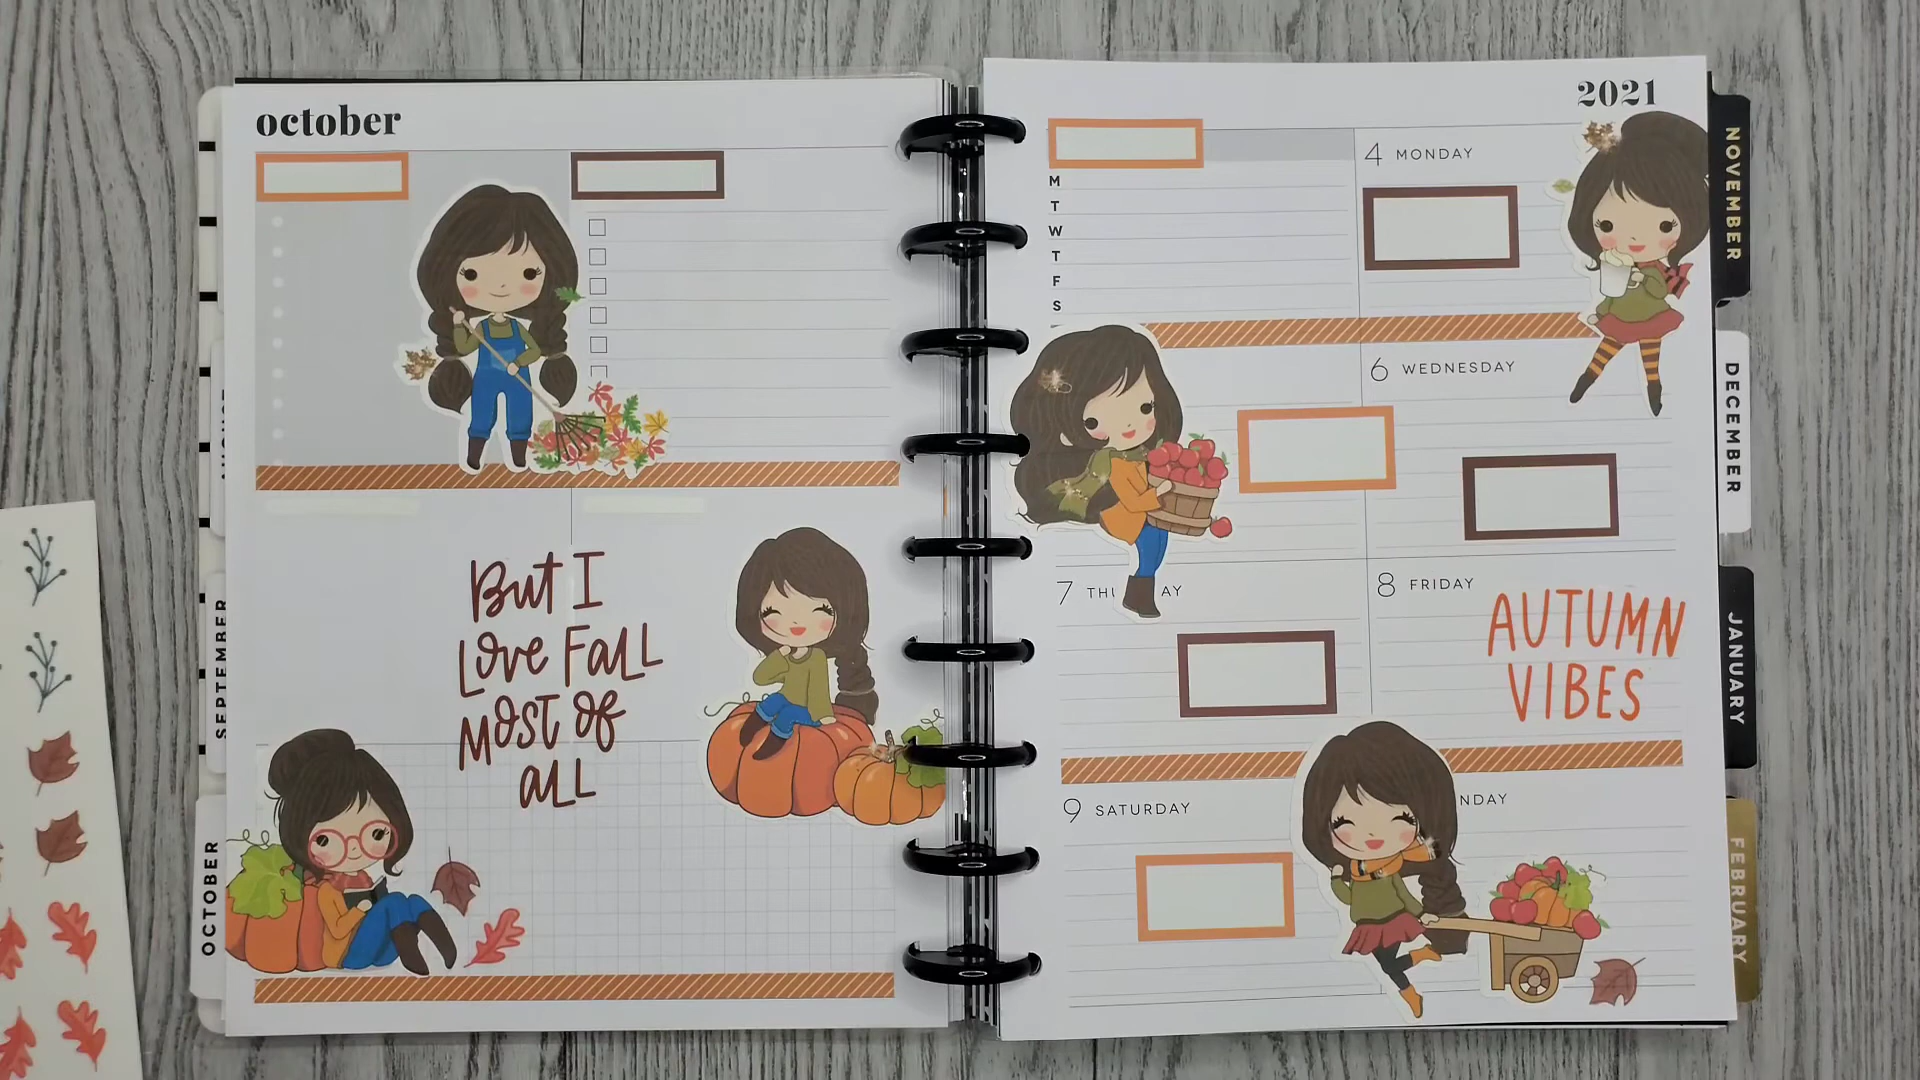 october
But I
Love Fall
Most of
all
2021
M
T
W
T
F
S
4 MONDAY
6 WEDNESDAY
7 THU AY
8 FRIDAY
AUTUMN
VIBES
9 SATURDAY
NDAY
SEPTEMBER
OCTOBER
NOVEMBER
DECEMBER
JANUARY
FEBRUARY